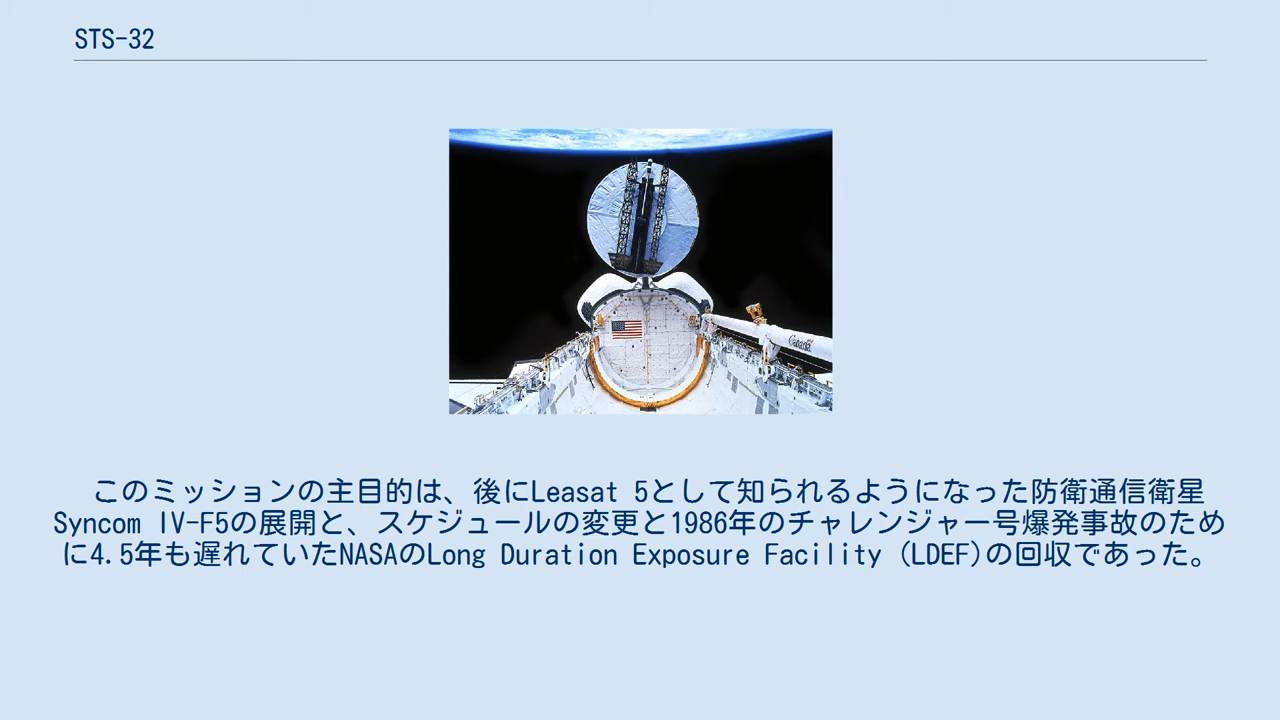 STS-32
Canada
このミッションの主目的は、後にLeasat 5として知られるようになった防衛通信衛星
Syncom IV-F5の展開と、スケジュールの変更と1986年のチャレンジャー号爆発事故のため
に4.5年も遅れていたNASAのLong Duration Exposure Facility (LDEF)の回収であった。